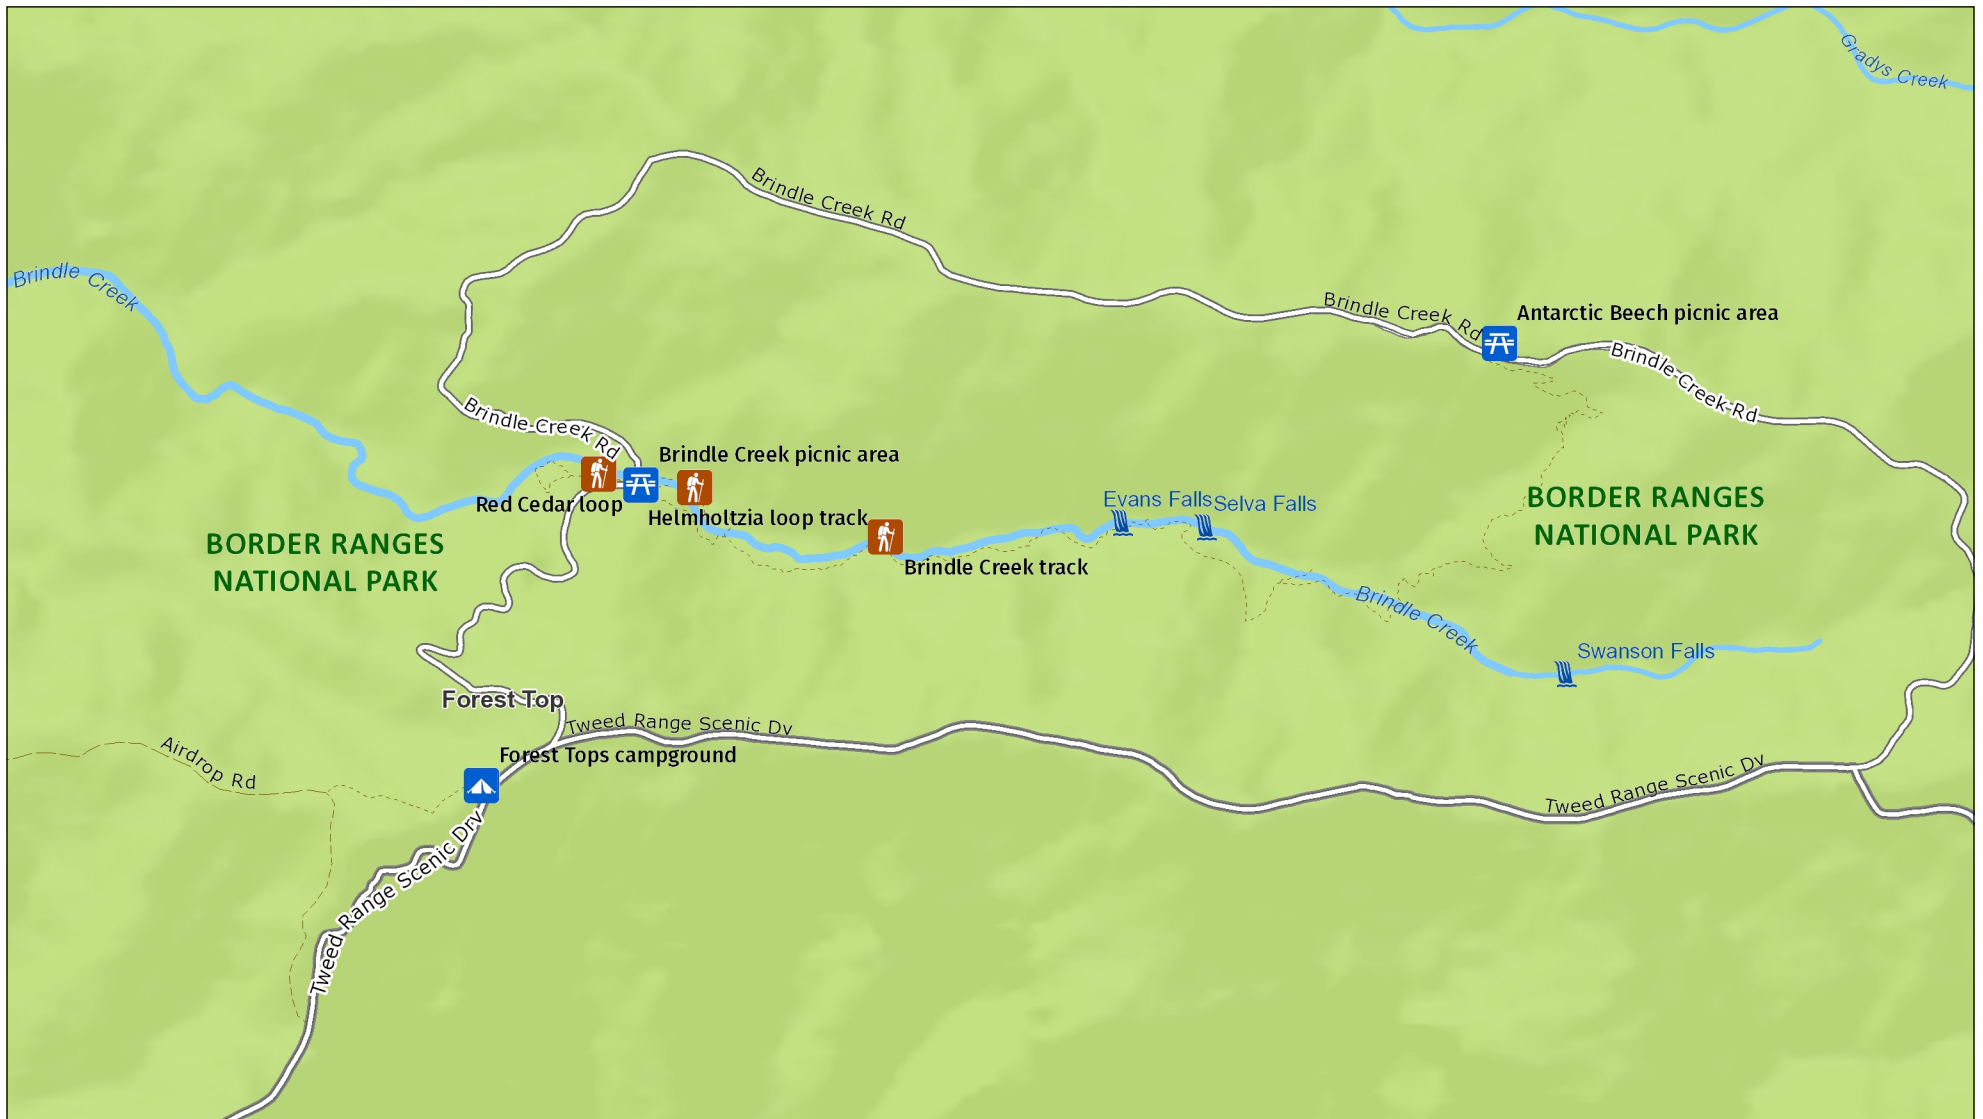 Gradys Creek
Brindle Creek Rd
Brindle Creek
Brindle Creek Rd
Antarctic Beech picnic area
Brindle Creek Rd
Brindle Creek Rd
Brindle Creek picnic area
Red Cedar loop
Helmholtzia loop track
Evans Falls
Selva Falls
BORDER RANGES
NATIONAL PARK
BORDER RANGES
NATIONAL PARK
Brindle Creek track
Brindle Creek
Swanson Falls
Forest Top
Tweed Range Scenic Dv
Airdrop Rd
Forest Tops campground
Tweed Range Scenic Dv
Tweed Range Scenic Drv